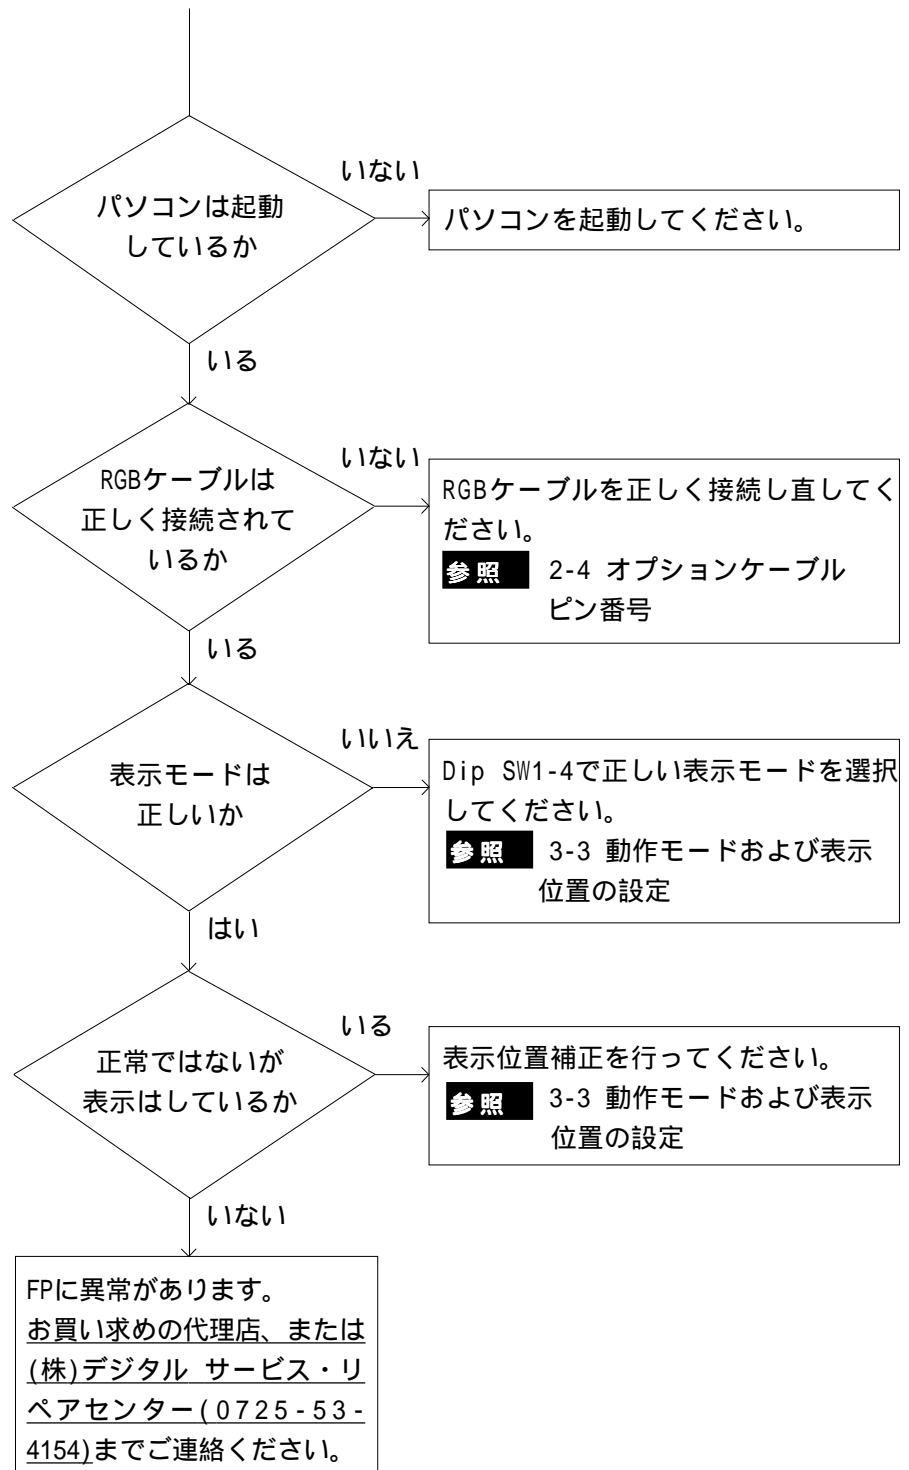 パソコンは起動
しているか
いない
パソコンを起動してください。
いる
RGBケーブルは
正しく接続されて
いるか
いない
RGBケーブルを正しく接続し直してく
ださい。
参照 2-4 オプションケーブル
ピン番号
いる
表示モードは
正しいか
いいえ
Dip SW1-4で正しい表示モードを選択
してください。
参照 3-3 動作モードおよび表示
位置の設定
はい
正常ではないが
表示はしているか
いる
表示位置補正を行ってください。
参照 3-3 動作モードおよび表示
位置の設定
いない
FPに異常があります。
お買い求めの代理店、または
(株)デジタル サービス・リ
ペアセンター(0725-53-
4154)までご連絡ください。